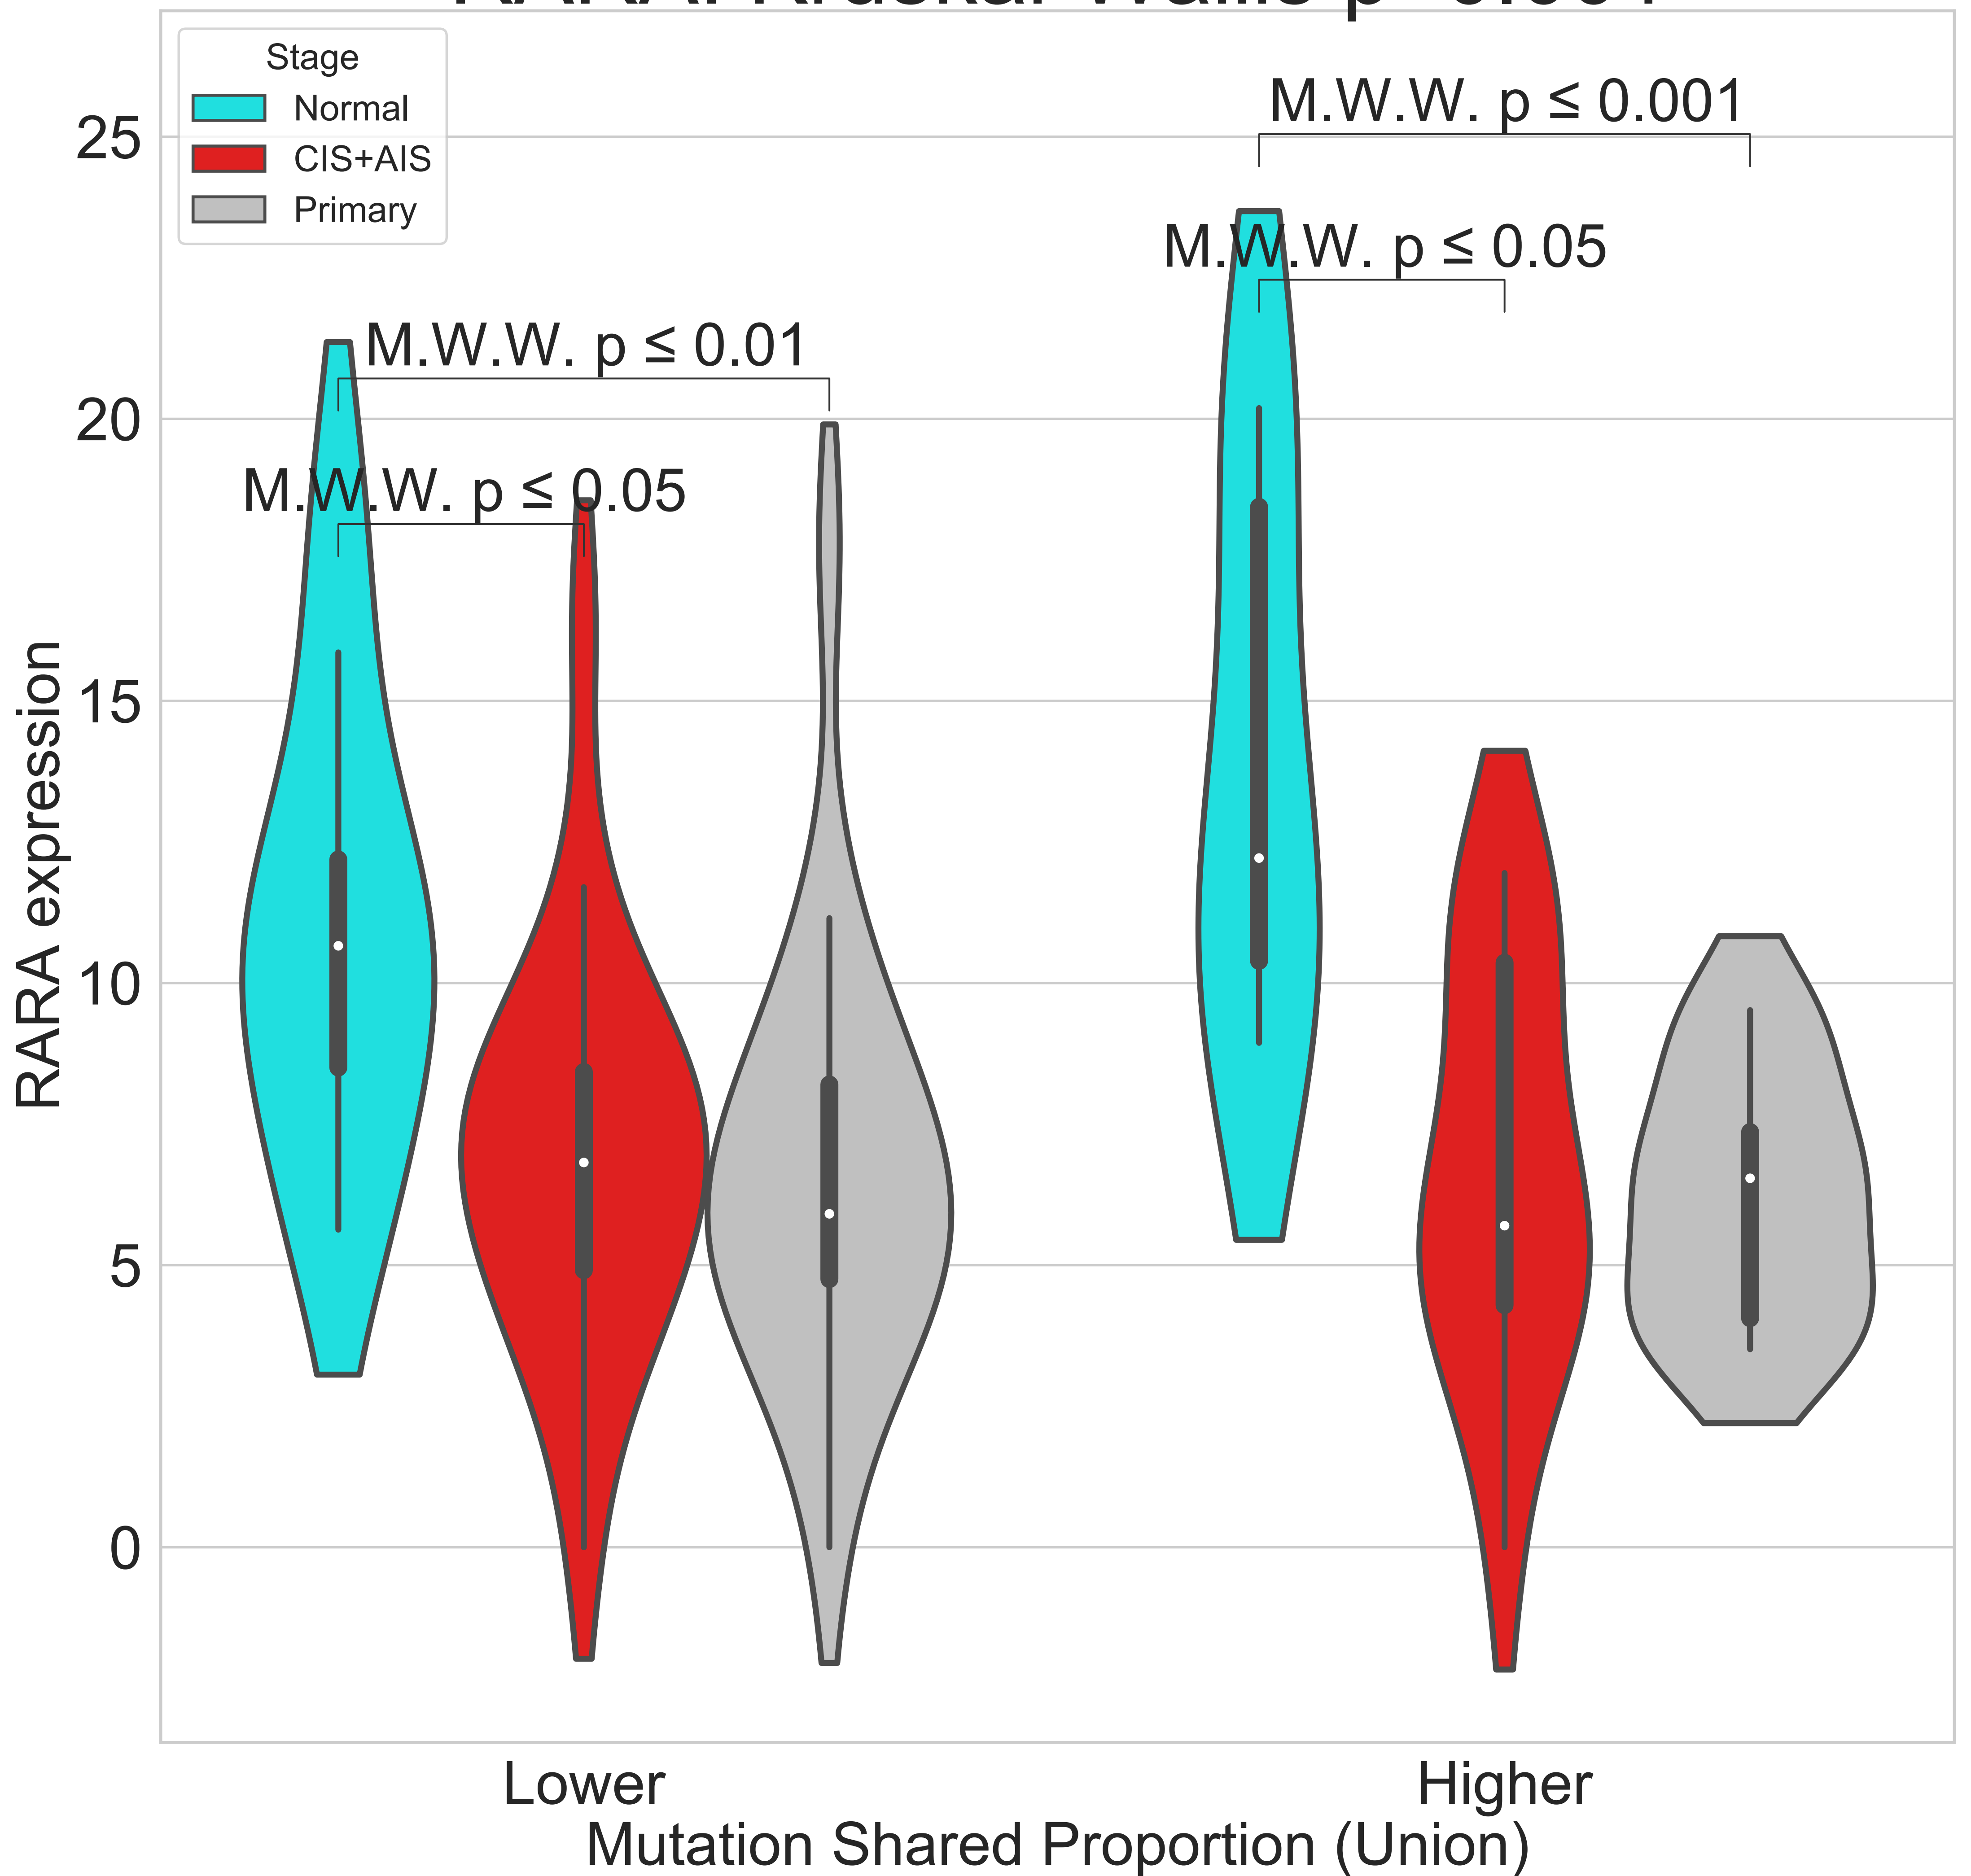 Stage
Normal
CIS+AIS
Primary
M.W.W. p ≤ 0.001
M.W.W. p ≤ 0.05
M.W.W. p ≤ 0.01
M.W.W. p ≤ 0.05
25
20
15
10
5
0
RARA expression
Lower
Higher
Mutation Shared Proportion (Union)